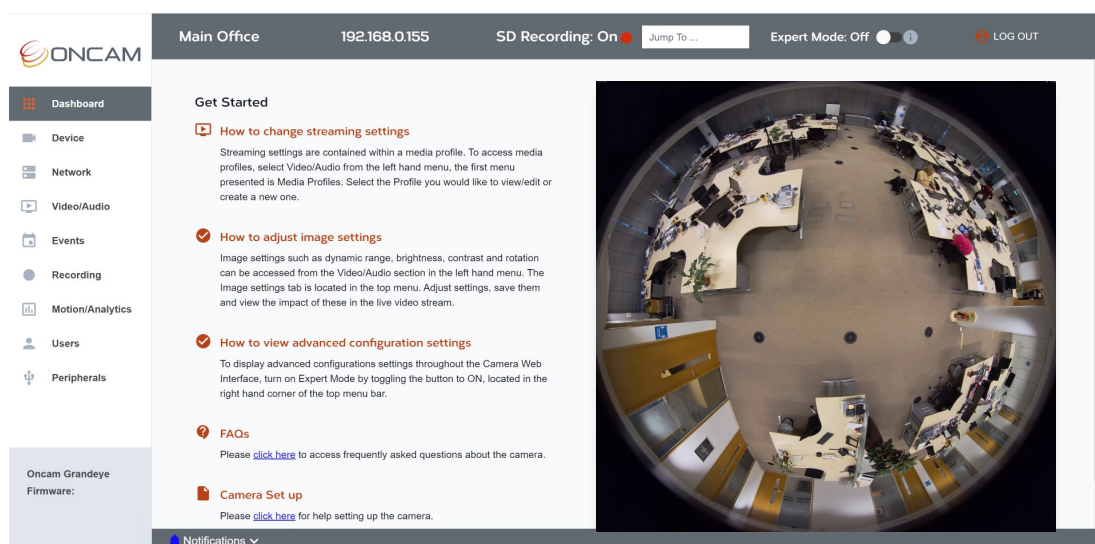 ONCAM
Main Office
192.168.0.155
SD Recording: On
Jump To ...
Expert Mode: Off
LOG OUT
Dashboard
Device
Network
Video/Audio
Events
Recording
Motion/Analytics
Users
Peripherals
Oncam Grandeye
Firmware:
Get Started
How to change streaming settings
Streaming settings are contained within a media profile. To access media
profiles, select Video/Audio from the left hand menu, the first menu
presented is Media Profiles. Select the Profile you would like to view/edit or
create a new one.
How to adjust image settings
Image settings such as dynamic range, brightness, contrast and rotation
can be accessed from the Video/Audio section in the left hand menu. The
Image settings tab is located in the top menu. Adjust settings, save them
and view the impact of these in the live video stream.
How to view advanced configuration settings
To display advanced configurations settings throughout the Camera Web
Interface, turn on Expert Mode by toggling the button to ON, located in the
right hand corner of the top menu bar.
FAQs
Please click here to access frequently asked questions about the camera.
Camera Set up
Please click here for help setting up the camera.
Notifications